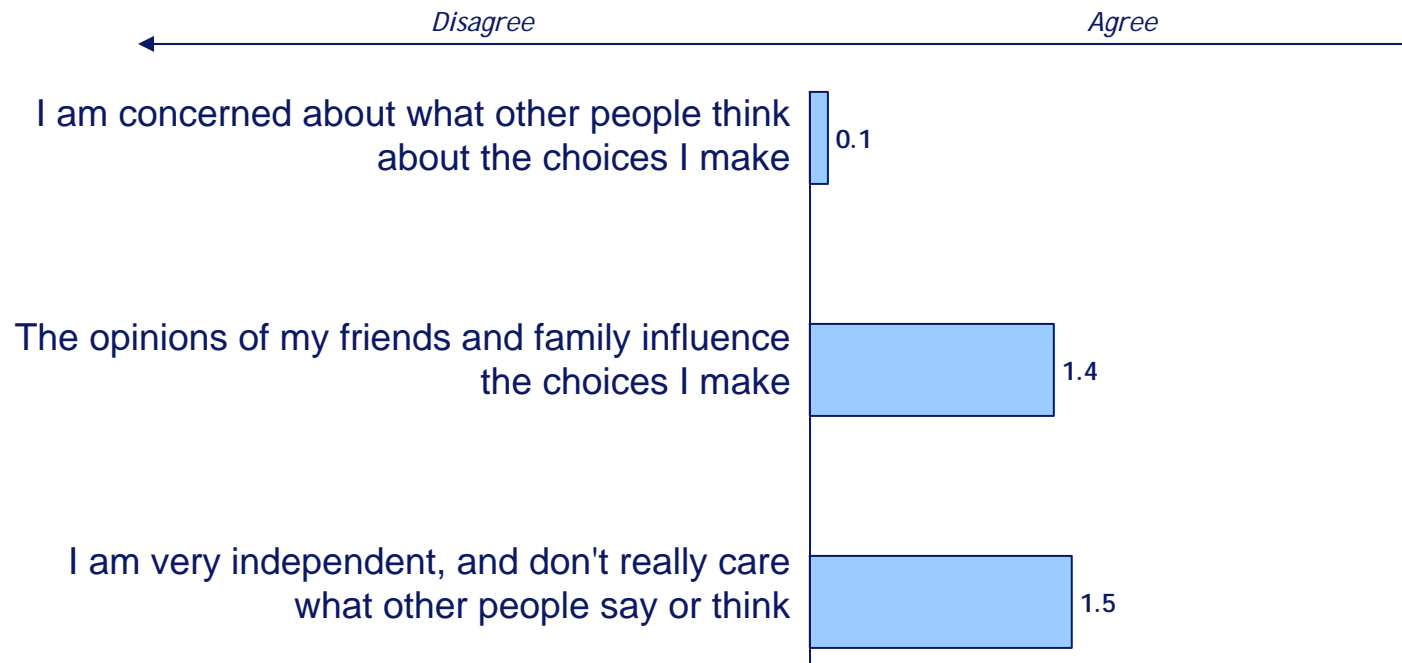 Disagree
Agree
I am concerned about what other people think
about the choices I make
0.1
The opinions of my friends and family influence
the choices I make
1.4
I am very independent, and don't really care
what other people say or think
1.5